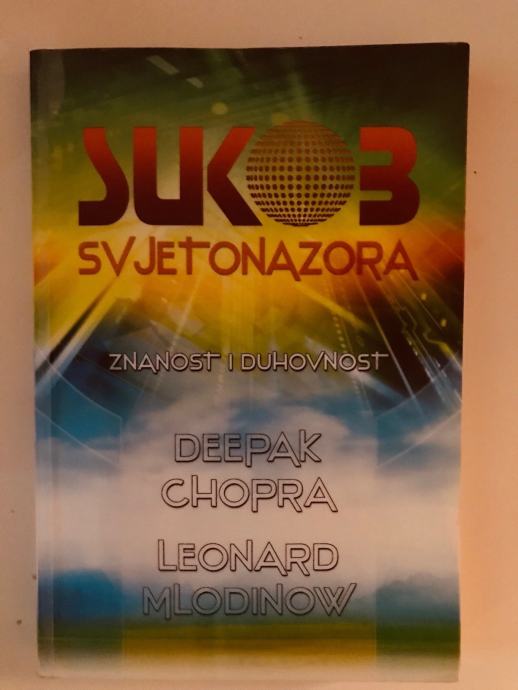 SUKOB
SVJETONAZORA
ZNANOST I DUHOVNOST
DEEPAK
CHOPRA
LEONARD
MLODINOW